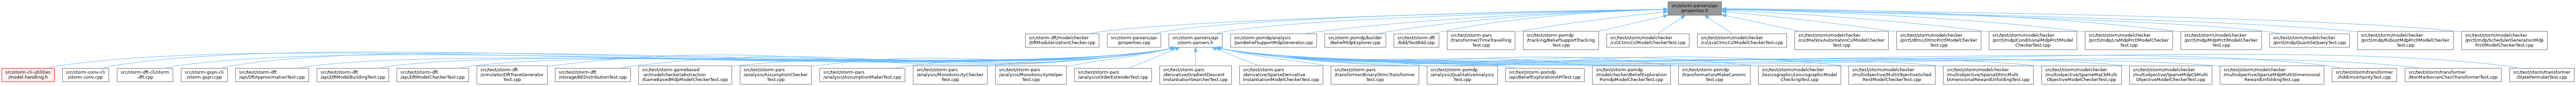 src/storm-parsers/api
/properties.h
src/storm-dft/modelchecker
/DftModularizationChecker.cpp
src/storm-parsers/api
/properties.cpp
src/storm-parsers/api
/storm-parsers.h
src/storm-pomdp/analysis
/JaniBeliefSupportMdpGenerator.cpp
src/storm-pomdp/builder
/BeliefMdpExplorer.cpp
src/test/storm-dft
/bdd/TestBdd.cpp
src/test/storm-pars
/transformer/TimeTravelling
Test.cpp
src/test/storm-pomdp
/tracking/BeliefSupportTracking
Test.cpp
src/test/storm/modelchecker
/csl/CtmcCslModelCheckerTest.cpp
src/test/storm/modelchecker
/csl/LraCtmcCslModelCheckerTest.cpp
src/test/storm/modelchecker
/csl/MarkovAutomatonCslModelChecker
Test.cpp
src/test/storm/modelchecker
/prctl/dtmc/DtmcPrctlModelChecker
Test.cpp
src/test/storm/modelchecker
/prctl/mdp/ConditionalMdpPrctlModel
CheckerTest.cpp
src/test/storm/modelchecker
/prctl/mdp/LraMdpPrctlModelChecker
Test.cpp
src/test/storm/modelchecker
/prctl/mdp/MdpPrctlModelChecker
Test.cpp
src/test/storm/modelchecker
/prctl/mdp/QuantileQueryTest.cpp
src/test/storm/modelchecker
/prctl/mdp/RobustMdpPrctlModelChecker
Test.cpp
src/test/storm/modelchecker
/prctl/mdp/SchedulerGenerationMdp
PrctlModelCheckerTest.cpp
src/storm-cli-utilities
/model-handling.h
src/storm-conv-cli
/storm-conv.cpp
src/storm-dft-cli/storm
-dft.cpp
src/storm-gspn-cli
/storm-gspn.cpp
src/test/storm-dft
/api/DftApproximationTest.cpp
src/test/storm-dft
/api/DftModelBuildingTest.cpp
src/test/storm-dft
/api/DftModelCheckerTest.cpp
src/test/storm-dft
/simulator/DftTraceGenerator
Test.cpp
src/test/storm-dft
/storage/BEDistributionTest.cpp
src/test/storm-gamebased
-ar/modelchecker/abstraction
/GameBasedMdpModelCheckerTest.cpp
src/test/storm-pars
/analysis/AssumptionChecker
Test.cpp
src/test/storm-pars
/analysis/AssumptionMakerTest.cpp
src/test/storm-pars
/analysis/MonotonicityChecker
Test.cpp
src/test/storm-pars
/analysis/MonotonicityHelper
Test.cpp
src/test/storm-pars
/analysis/OrderExtenderTest.cpp
src/test/storm-pars
/derivative/GradientDescent
InstantiationSearcherTest.cpp
src/test/storm-pars
/derivative/SparseDerivative
InstantiationModelCheckerTest.cpp
src/test/storm-pars
/transformer/BinaryDtmcTransformer
Test.cpp
src/test/storm-pomdp
/analysis/QualitativeAnalysis
Test.cpp
src/test/storm-pomdp
/api/BeliefExplorationAPITest.cpp
src/test/storm-pomdp
/modelchecker/BeliefExploration
PomdpModelCheckerTest.cpp
src/test/storm-pomdp
/transformation/MakeCanonic
Test.cpp
src/test/storm/modelchecker
/lexicographic/LexicographicModel
CheckingTest.cpp
src/test/storm/modelchecker
/multiobjective/MultiObjectiveSched
RestModelCheckerTest.cpp
src/test/storm/modelchecker
/multiobjective/SparseDtmcMulti
DimensionalRewardUnfoldingTest.cpp
src/test/storm/modelchecker
/multiobjective/SparseMaCbMulti
ObjectiveModelCheckerTest.cpp
src/test/storm/modelchecker
/multiobjective/SparseMdpCbMulti
ObjectiveModelCheckerTest.cpp
src/test/storm/modelchecker
/multiobjective/SparseMdpMultiDimensional
RewardUnfoldingTest.cpp
src/test/storm/transformer
/AddUncertaintyTest.cpp
src/test/storm/transformer
/NonMarkovianChainTransformerTest.cpp
src/test/storm/transformer
/StatePermuterTest.cpp